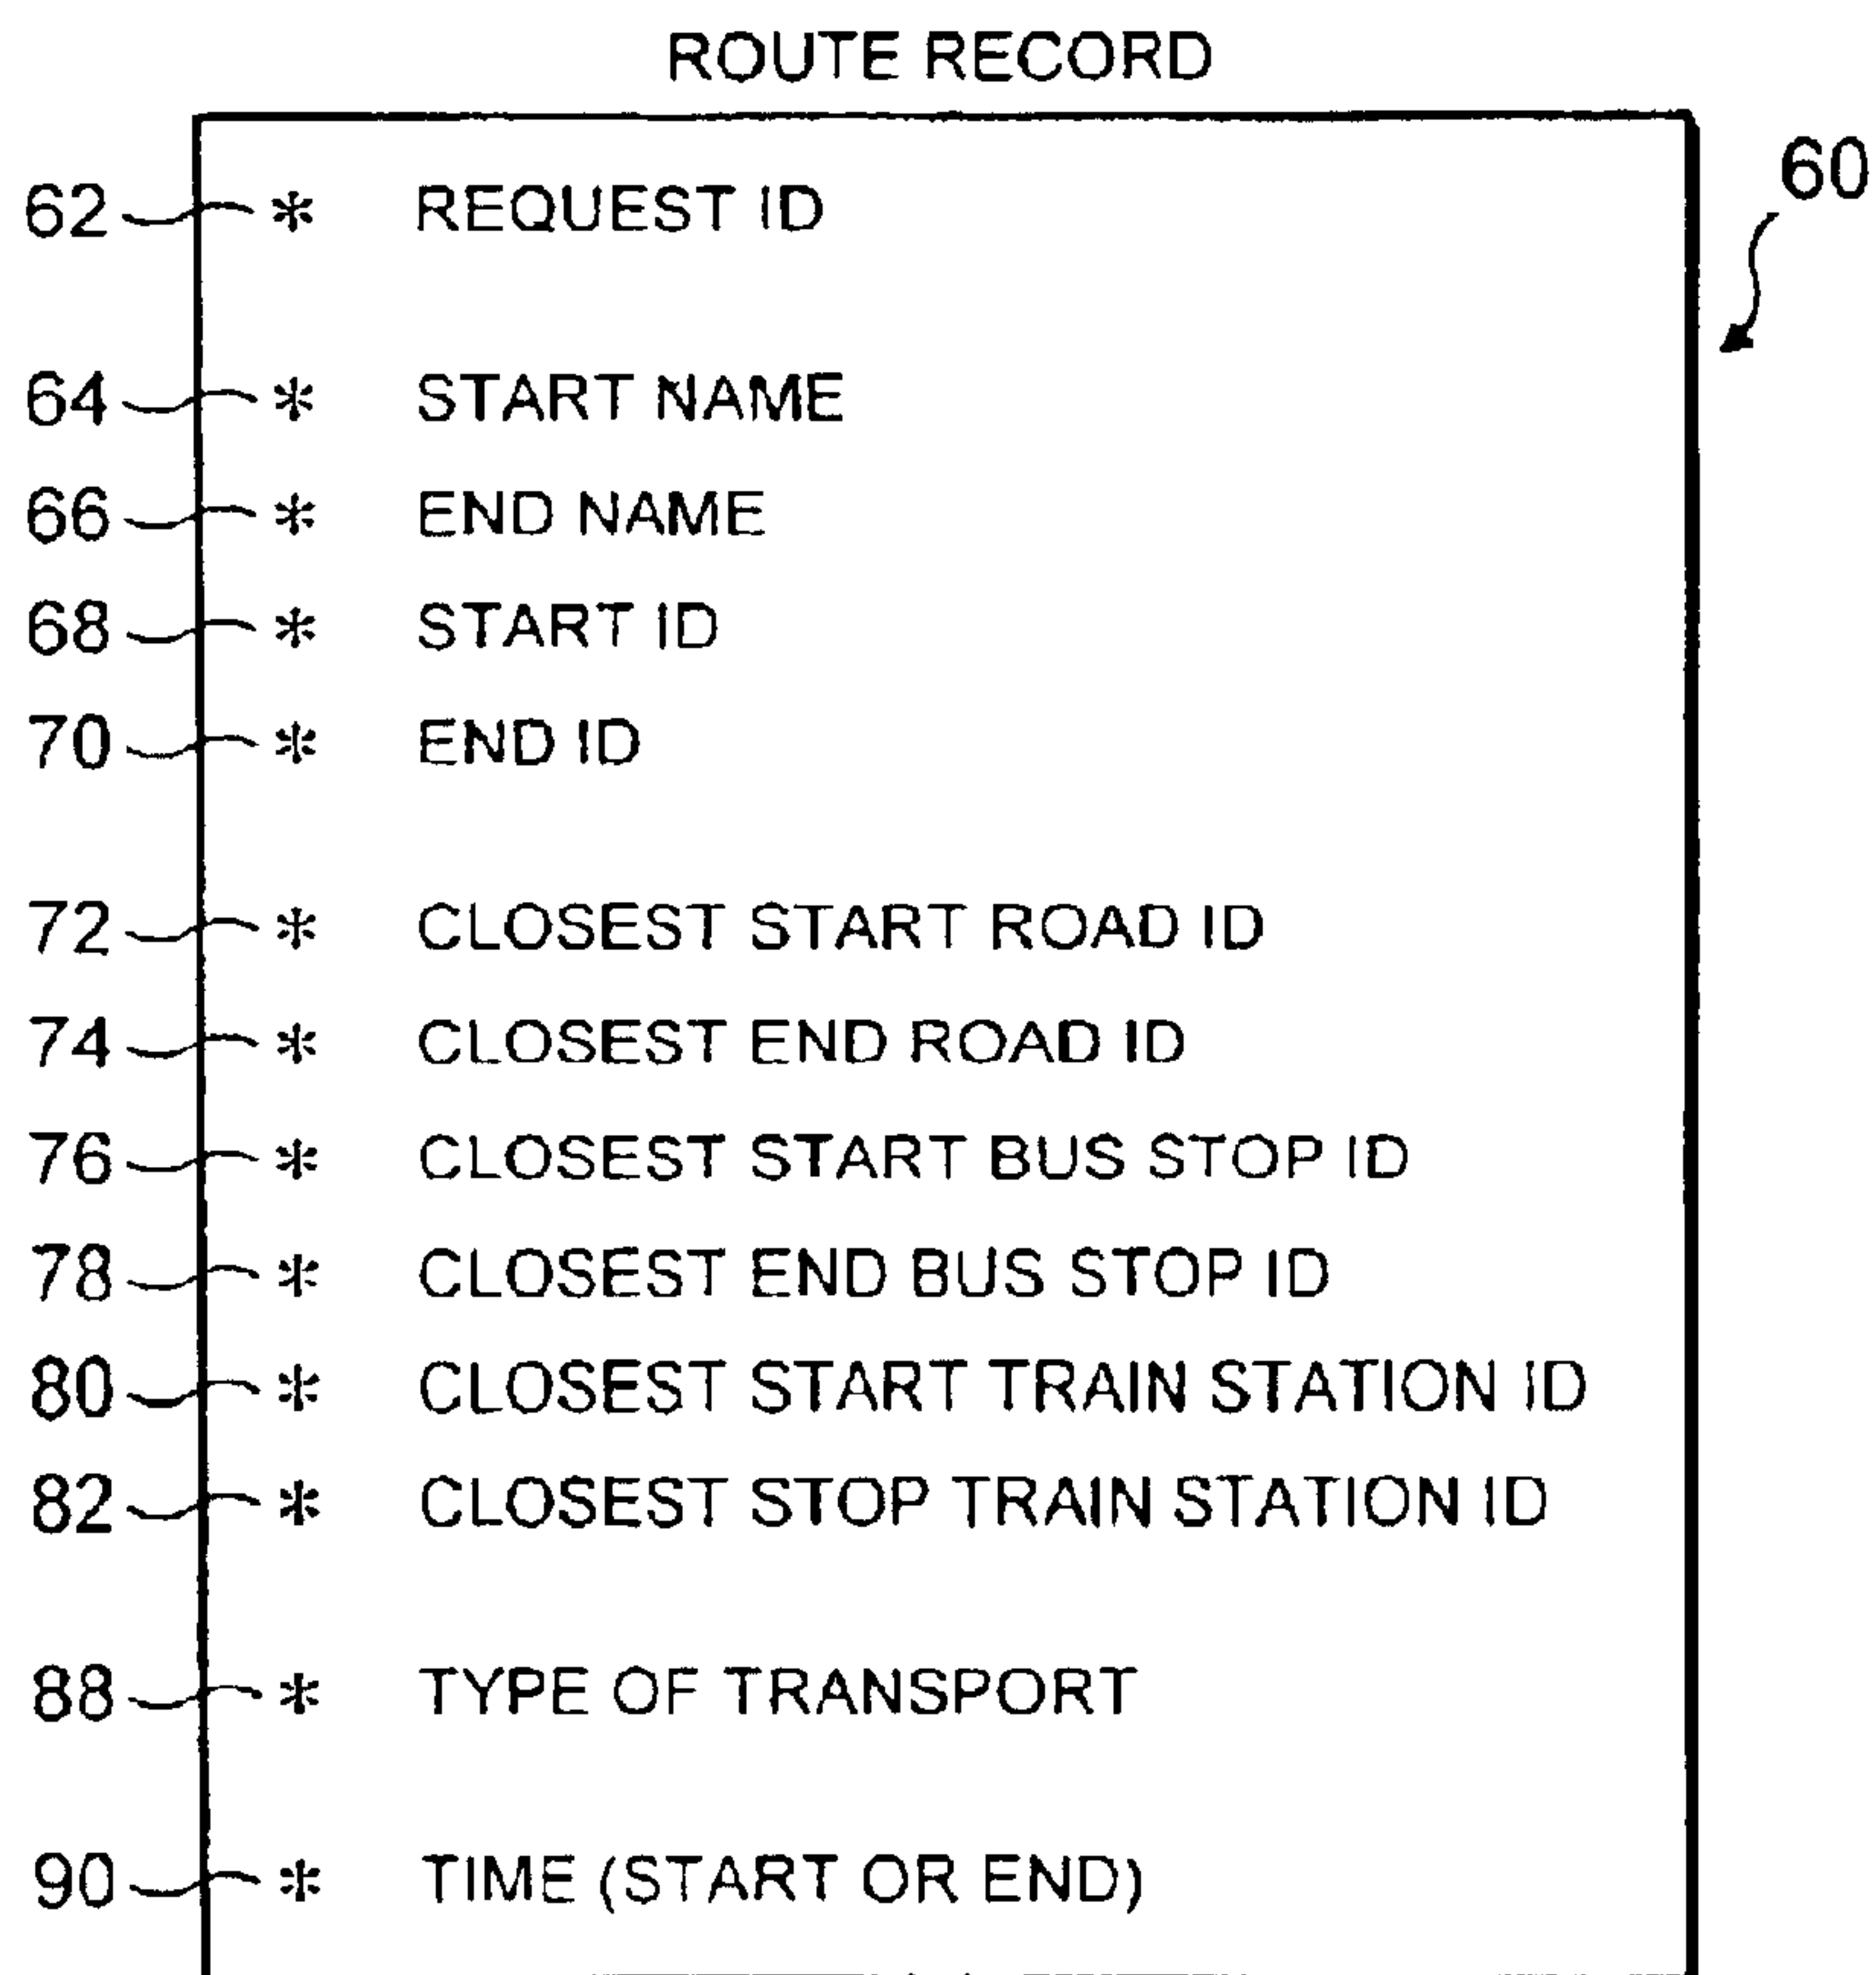 ROUTE RECORD
60
62 * REQUEST ID
64 * START NAME
66 * END NAME
68 * START ID
70 * END ID
72 * CLOSEST START ROAD ID
74 * CLOSEST END ROAD ID
76 * CLOSEST START BUS STOP ID
78 * CLOSEST END BUS STOP ID
80 * CLOSEST START TRAIN STATION ID
82 * CLOSEST STOP TRAIN STATION ID
88 * TYPE OF TRANSPORT
90 * TIME (START OR END)